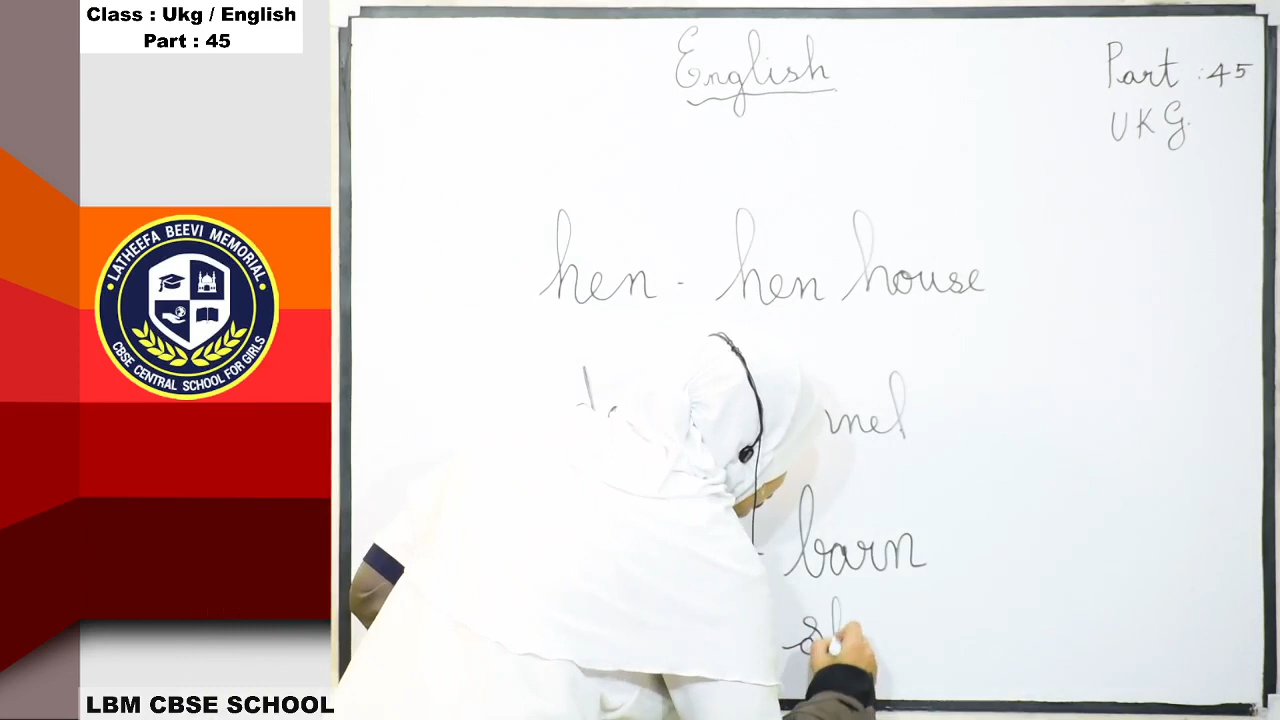 Class : Ukg / English
Part : 45
English
Part : 45
UKG.
hen - hen house
barn
LATHEEFA BEEVI MEMORIAL
CBSE CENTRAL SCHOOL FOR GIRLS
LBM CBSE SCHOOL